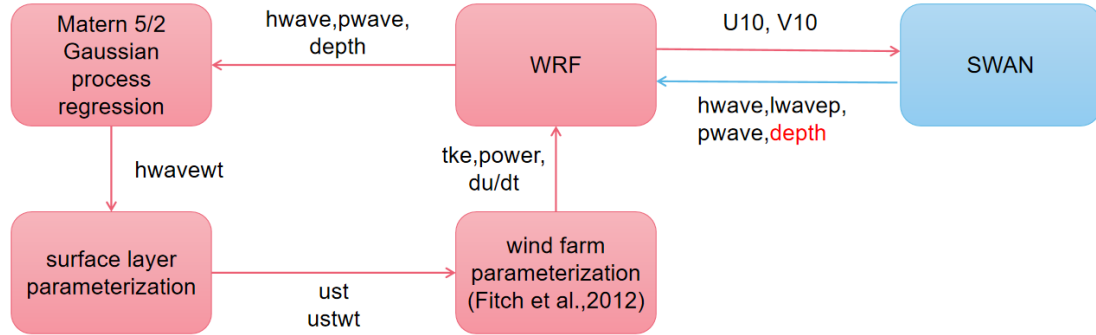 Matern 5/2
Gaussian
process
regression
hwave,pwave,
depth
WRF
U10, V10
SWAN
hwave,lwavep,
pwave,depth
hwavewt
tke,power,
du/dt
surface layer
parameterization
ust
ustwt
wind farm
parameterization
(Fitch et al.,2012)